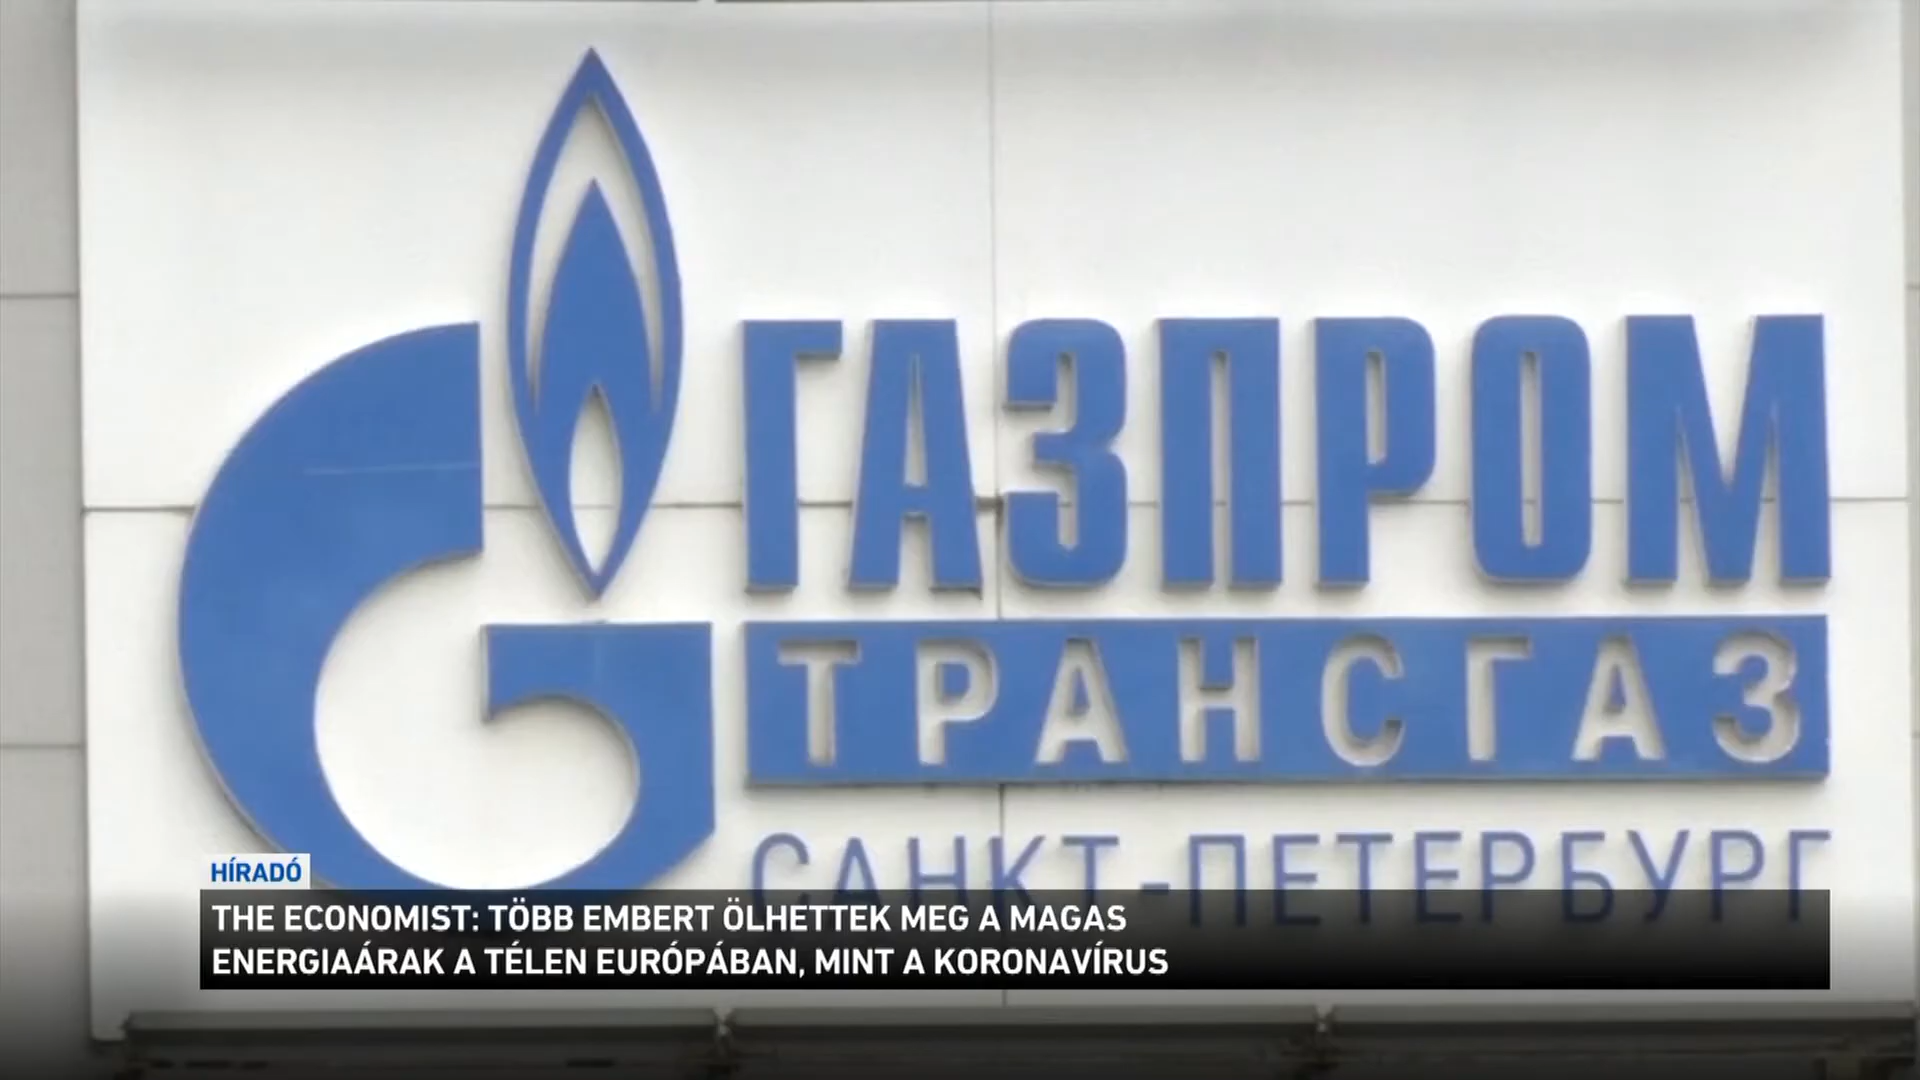 ГАЗПРОМ
ТРАНСГАЗ
САНКТ-ПЕТЕРБУРГ
HÍRADÓ
THE ECONOMIST: TÖBB EMBERT ÖLHETTEK MEG A MAGAS
ENERGIAÁRAK A TÉLEN EURÓPÁBAN, MINT A KORONAVÍRUS